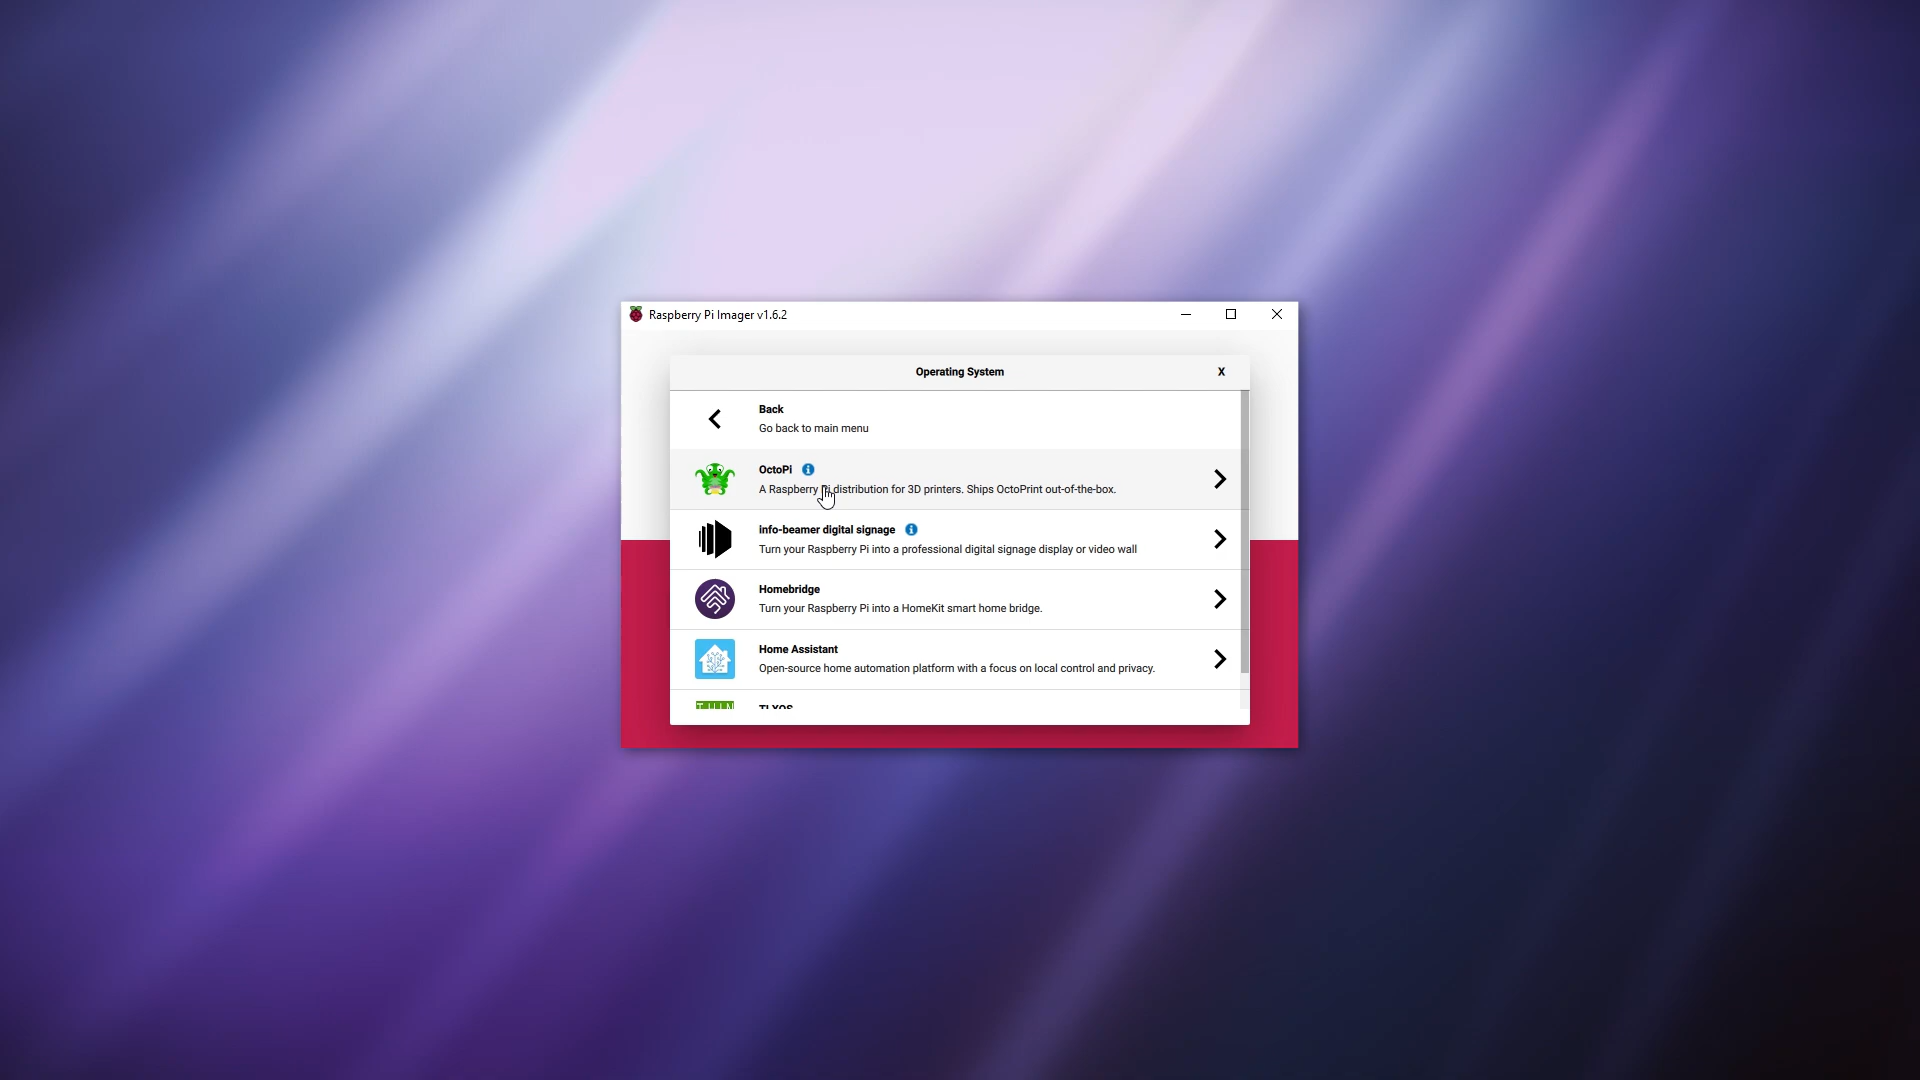 Raspberry Pi Imager v1.6.2
Operating System
X
Back
Go back to main menu
OctoPi
A Raspberry Pi distribution for 3D printers. Ships OctoPrint out-of-the-box.
info-beamer digital signage
Turn your Raspberry Pi into a professional digital signage display or video wall
Homebridge
Turn your Raspberry Pi into a HomeKit smart home bridge.
Home Assistant
Open-source home automation platform with a focus on local control and privacy.